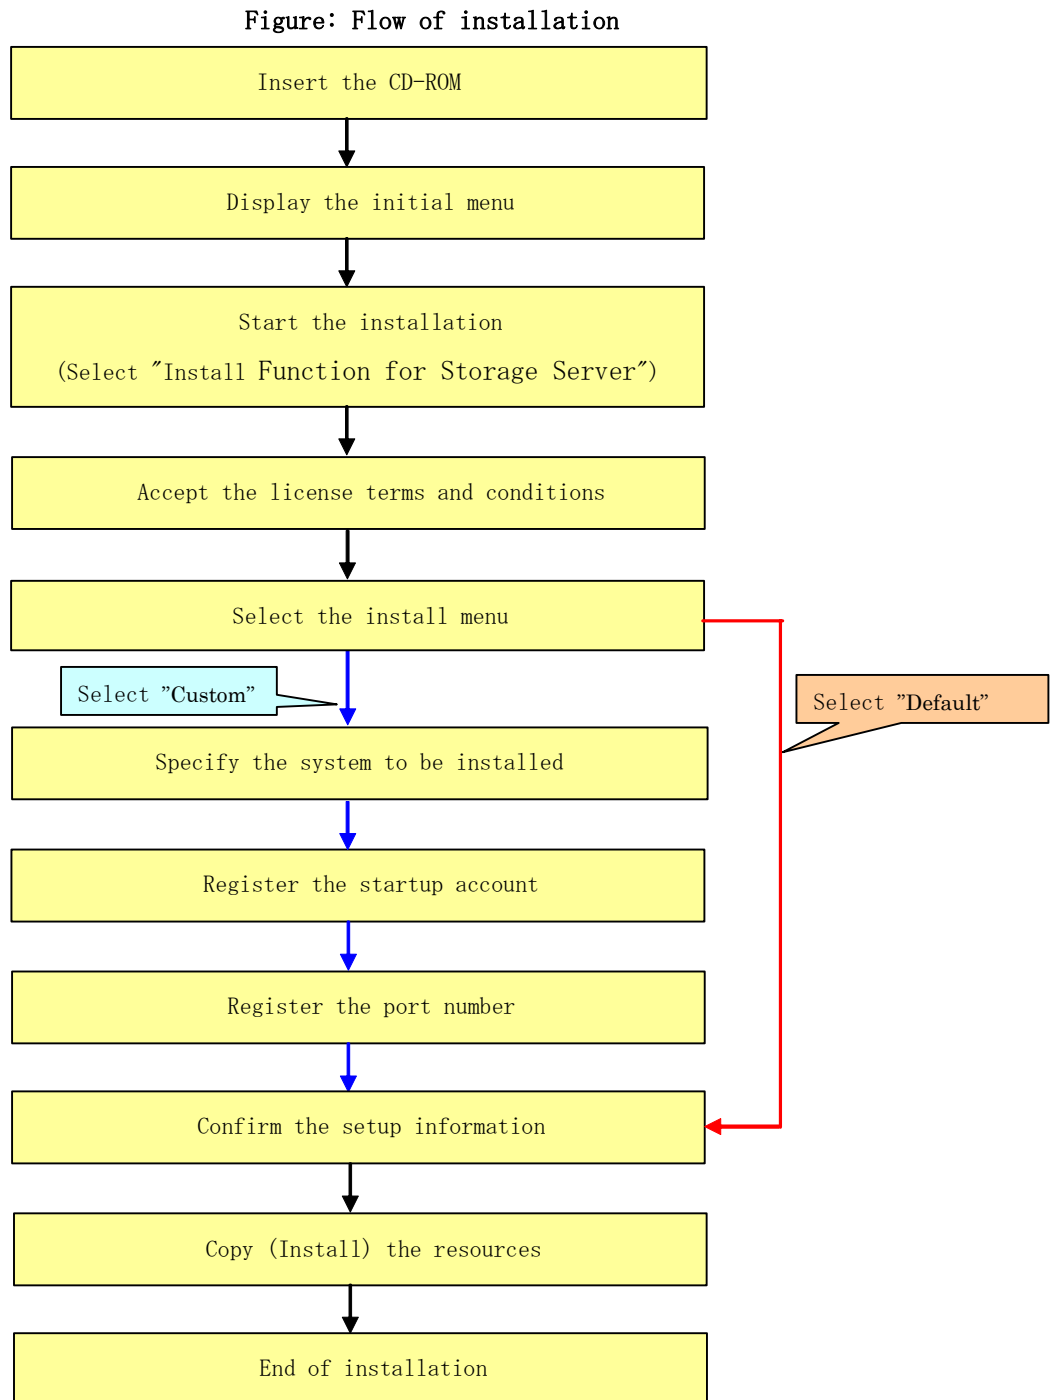 Figure: Flow of installation
Insert the CD-ROM
Display the initial menu
Start the installation
(Select "Install Function for Storage Server")
Accept the license terms and conditions
Select the install menu
Select ”Custom”
Select ”Default”
Specify the system to be installed
Register the startup account
Register the port number
Confirm the setup information
Copy (Install) the resources
End of installation